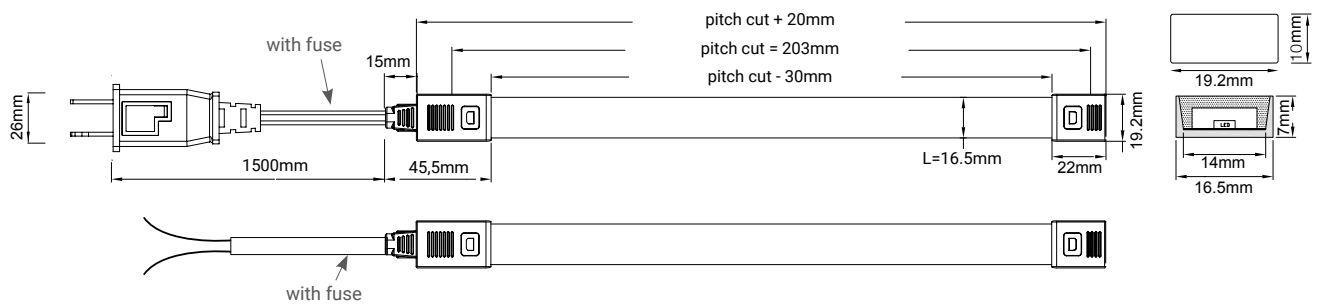 pitch cut + 20mm
with fuse
pitch cut = 203mm
15mm
pitch cut - 30mm
10mm
19.2mm
26mm
19.2mm
7mm
LED
L=16.5mm
1500mm
45,5mm
22mm
14mm
16.5mm
with fuse